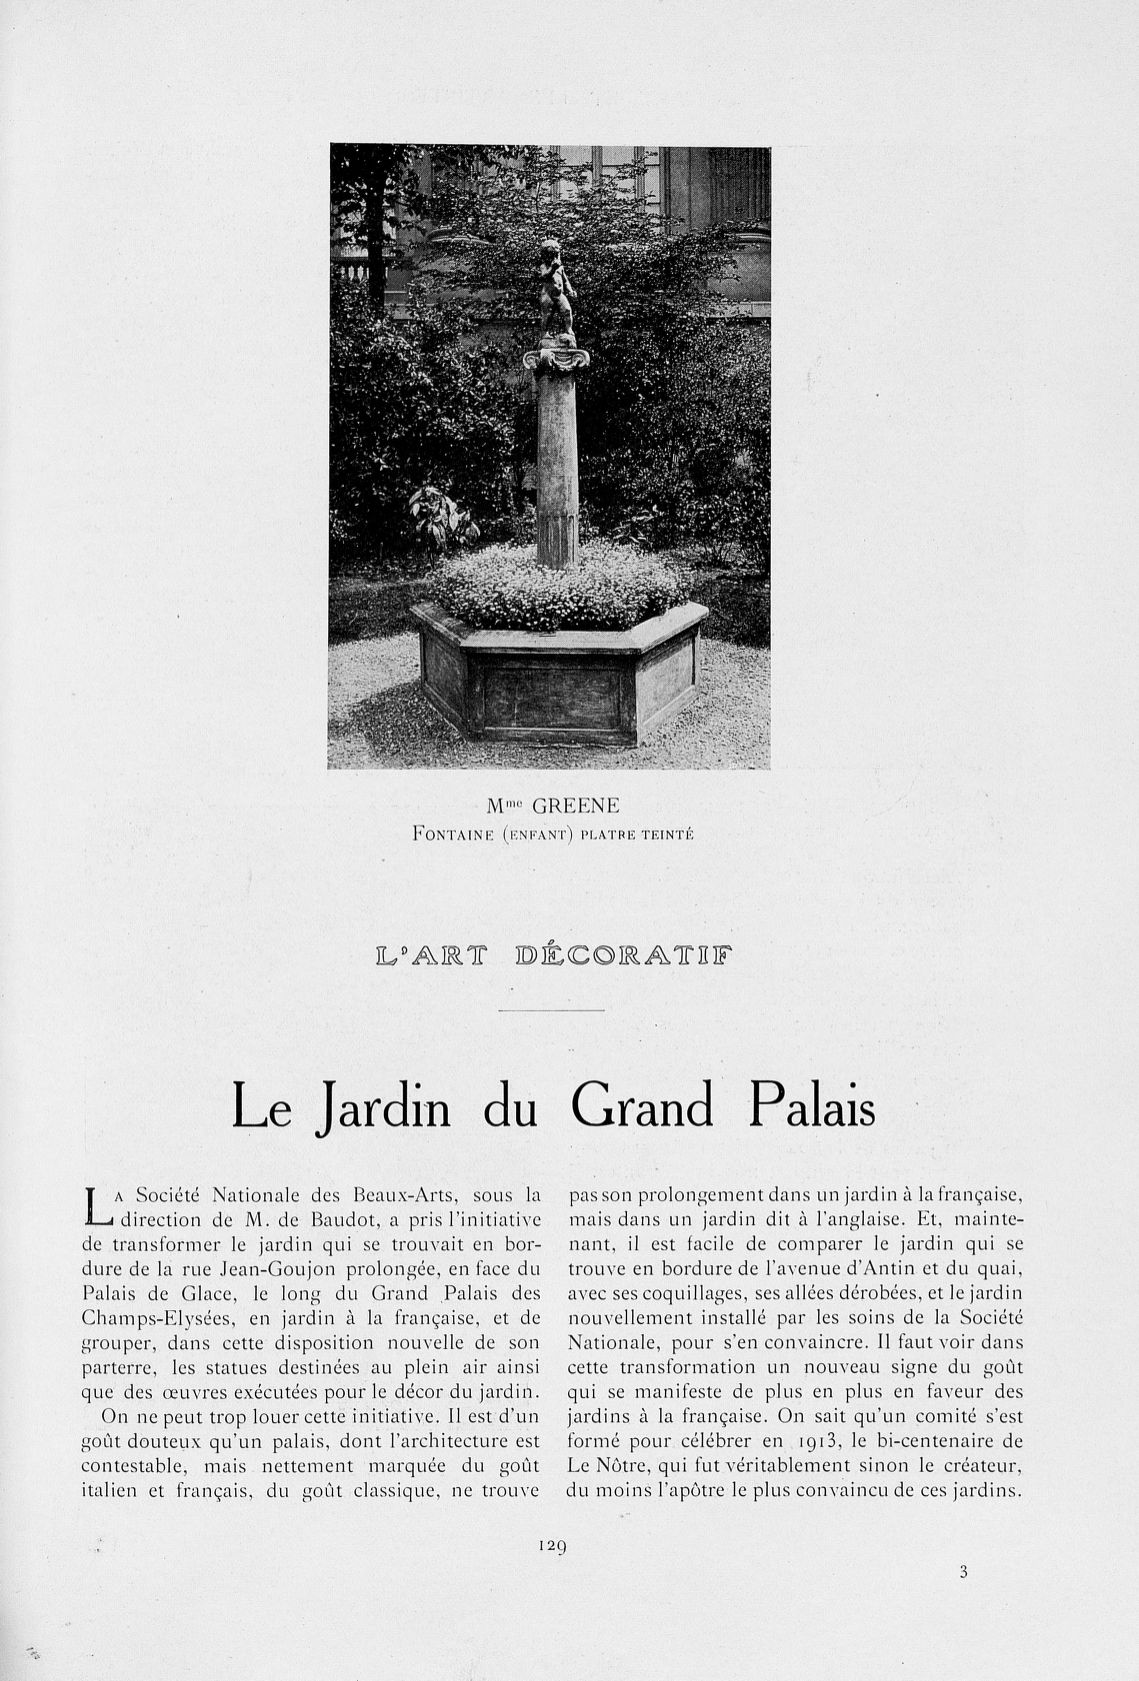 Mme GREENE
FONTAINE (ENFANT) PLATRE TEINTÉ
L'ART DÉCORATIF
Le Jardin du Grand Palais
LA Société Nationale des Beaux-Arts, sous la
direction de M. de Baudot, a pris l'initiative
de transformer le jardin qui se trouvait en bor-
dure de la rue Jean-Goujon prolongée, en face du
Palais de Glace, le long du Grand Palais des
Champs-Elysées, en jardin à la française, et de
grouper, dans cette disposition nouvelle de son
parterre, les statues destinées au plein air ainsi
que des œuvres exécutées pour le décor du jardin.
On ne peut trop louer cette initiative. Il est d'un
goût douteux qu'un palais, dont l'architecture est
contestable, mais nettement marquée du goût
italien et français, du goût classique, ne trouve
pas son prolongement dans un jardin à la française,
mais dans un jardin dit à l'anglaise. Et, mainte-
nant, il est facile de comparer le jardin qui se
trouve en bordure de l'avenue d'Antin et du quai,
avec ses coquillages, ses allées dérobées, et le jardin
nouvellement installé par les soins de la Société
Nationale, pour s'en convaincre. Il faut voir dans
cette transformation un nouveau signe du goût
qui se manifeste de plus en plus en faveur des
jardins à la française. On sait qu'un comité s'est
formé pour célébrer en 1913, le bi-centenaire de
Le Nôtre, qui fut véritablement sinon le créateur,
du moins l'apôtre le plus convaincu de ces jardins.
129
3